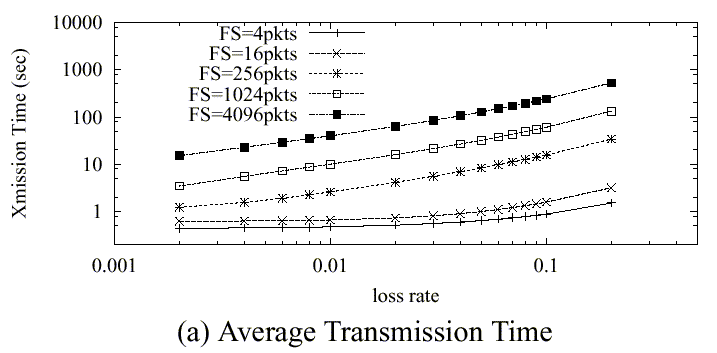 10000
1000
100
10
1
Xmission Time (sec)
FS=4pkts
FS=16pkts
FS=256pkts
FS=1024pkts
FS=4096pkts
0.001
0.01
0.1
loss rate
(a) Average Transmission Time